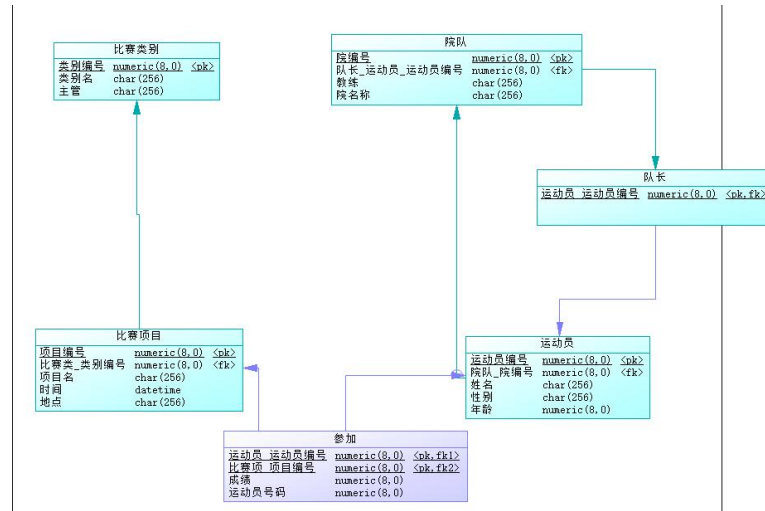 比赛类别
类别编号 numeric(8,0) <pk>
类别名 char(256)
主管 char(256)
院队
院编号 numeric(8,0) <pk>
队长_运动员_运动员编号 numeric(8,0) <fk>
教练 char(256)
院名称 char(256)
队长
运动员_运动员编号 numeric(8,0) <pk,fk>
比赛项目
项目编号 numeric(8,0) <pk>
比赛类_类别编号 numeric(8,0) <fk>
项目名 char(256)
时间 datetime
地点 char(256)
运动员
运动员编号 numeric(8,0) <pk>
院队_院编号 numeric(8,0) <fk>
姓名 char(256)
性别 char(256)
年龄 numeric(8,0)
参加
运动员_运动员编号 numeric(8,0) <pk,fk1>
比赛项_项目编号 numeric(8,0) <pk,fk2>
成绩 numeric(8,0)
运动员号码 numeric(8,0)